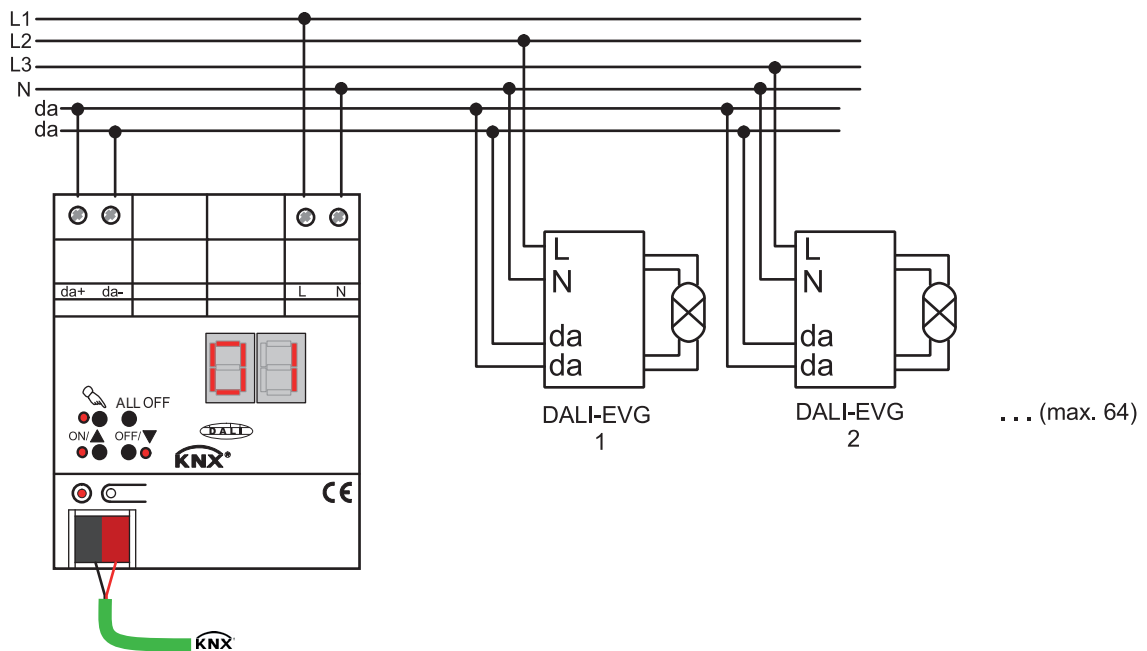 L1
L2
L3
N
da
da
da+ da- L N
01
ALL OFF
ON/▲ OFF/▼
DALI
KNX®
CE
KNX
L
N
da
da
DALI-EVG
1
L
N
da
da
DALI-EVG
2
... (max. 64)